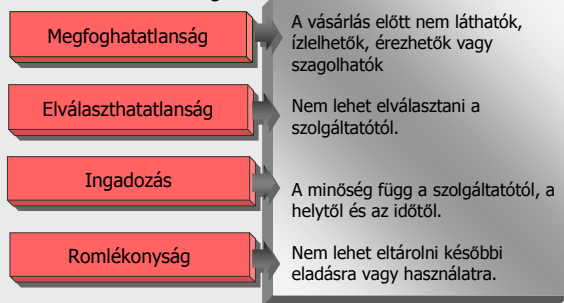 Megfoghatatlanság
A vásárlás előtt nem láthatók,
ízlelhetők, érezhetők vagy
szagolhatók
Elválaszthatatlanság
Nem lehet elválasztani a
szolgáltatótól.
Ingadozás
A minőség függ a szolgáltatótól, a
helytől és az időtől.
Romlékonyság
Nem lehet eltárolni későbbi
eladásra vagy használatra.